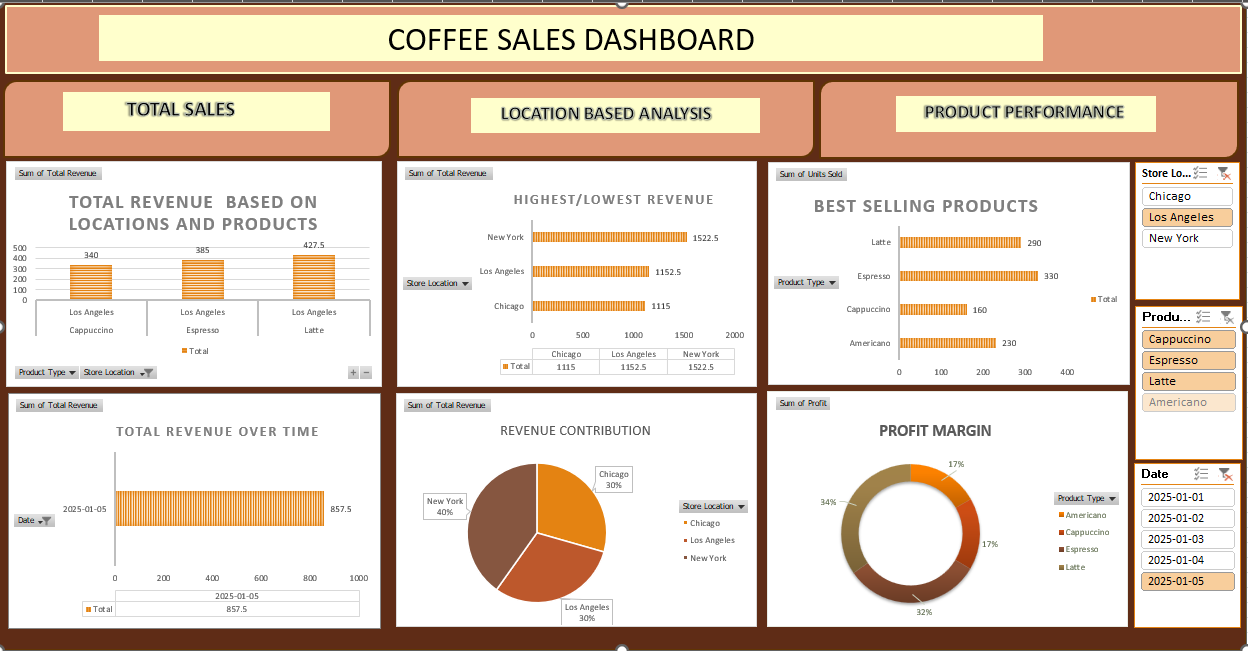 COFFEE SALES DASHBOARD
TOTAL SALES
LOCATION BASED ANALYSIS
PRODUCT PERFORMANCE
Sum of Total Revenue
TOTAL REVENUE BASED ON
LOCATIONS AND PRODUCTS
500
400
300
200
100
0
340
385
427.5
Los Angeles
Los Angeles
Los Angeles
Cappuccino
Espresso
Latte
Total
Product Type
Store Location
Sum of Total Revenue
HIGHEST/LOWEST REVENUE
Store Location
New York
1522.5
Los Angeles
1152.5
Chicago
1115
0 500 1000 1500 2000
Chicago Los Angeles New York
Total 1115 1152.5 1522.5
Sum of Units Sold
BEST SELLING PRODUCTS
Product Type
Latte
290
Espresso
330
Cappuccino
160
Americano
230
0 100 200 300 400
Total
Store Lo...
Chicago
Los Angeles
New York
Produ...
Cappuccino
Espresso
Latte
Americano
Sum of Total Revenue
TOTAL REVENUE OVER TIME
Date
2025-01-05
857.5
0 200 400 600 800 1000
2025-01-05
Total 857.5
Sum of Total Revenue
REVENUE CONTRIBUTION
Chicago
30%
New York
40%
Los Angeles
30%
Store Location
Chicago
Los Angeles
New York
Sum of Profit
PROFIT MARGIN
17%
17%
32%
34%
Product Type
Americano
Cappuccino
Espresso
Latte
Date
2025-01-01
2025-01-02
2025-01-03
2025-01-04
2025-01-05